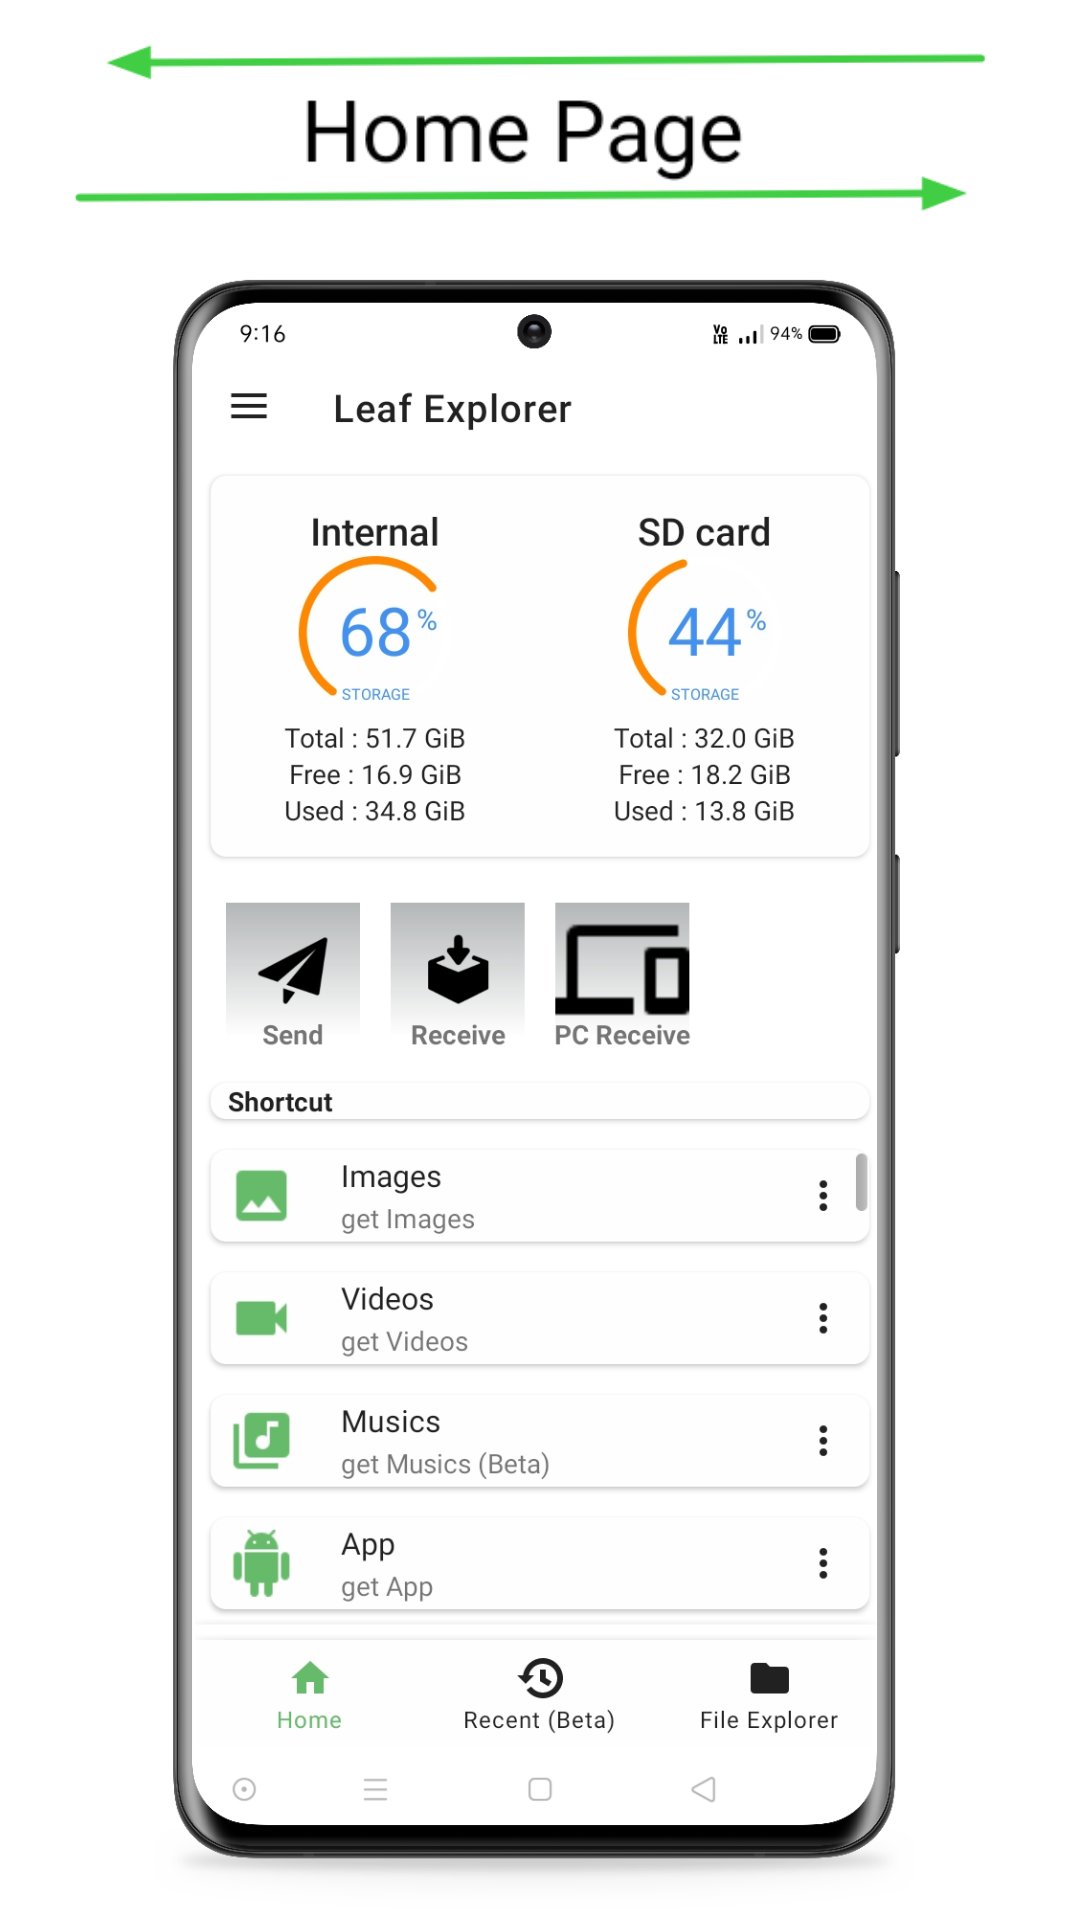 Home Page
9:16
Vo LTE 94%
Leaf Explorer
Internal SD card
68% 44%
STORAGE STORAGE
Total : 51.7 GiB Total : 32.0 GiB
Free : 16.9 GiB Free : 18.2 GiB
Used : 34.8 GiB Used : 13.8 GiB
Send Receive PC Receive
Shortcut
Images
get Images
Videos
get Videos
Musics
get Musics (Beta)
App
get App
Home Recent (Beta) File Explorer